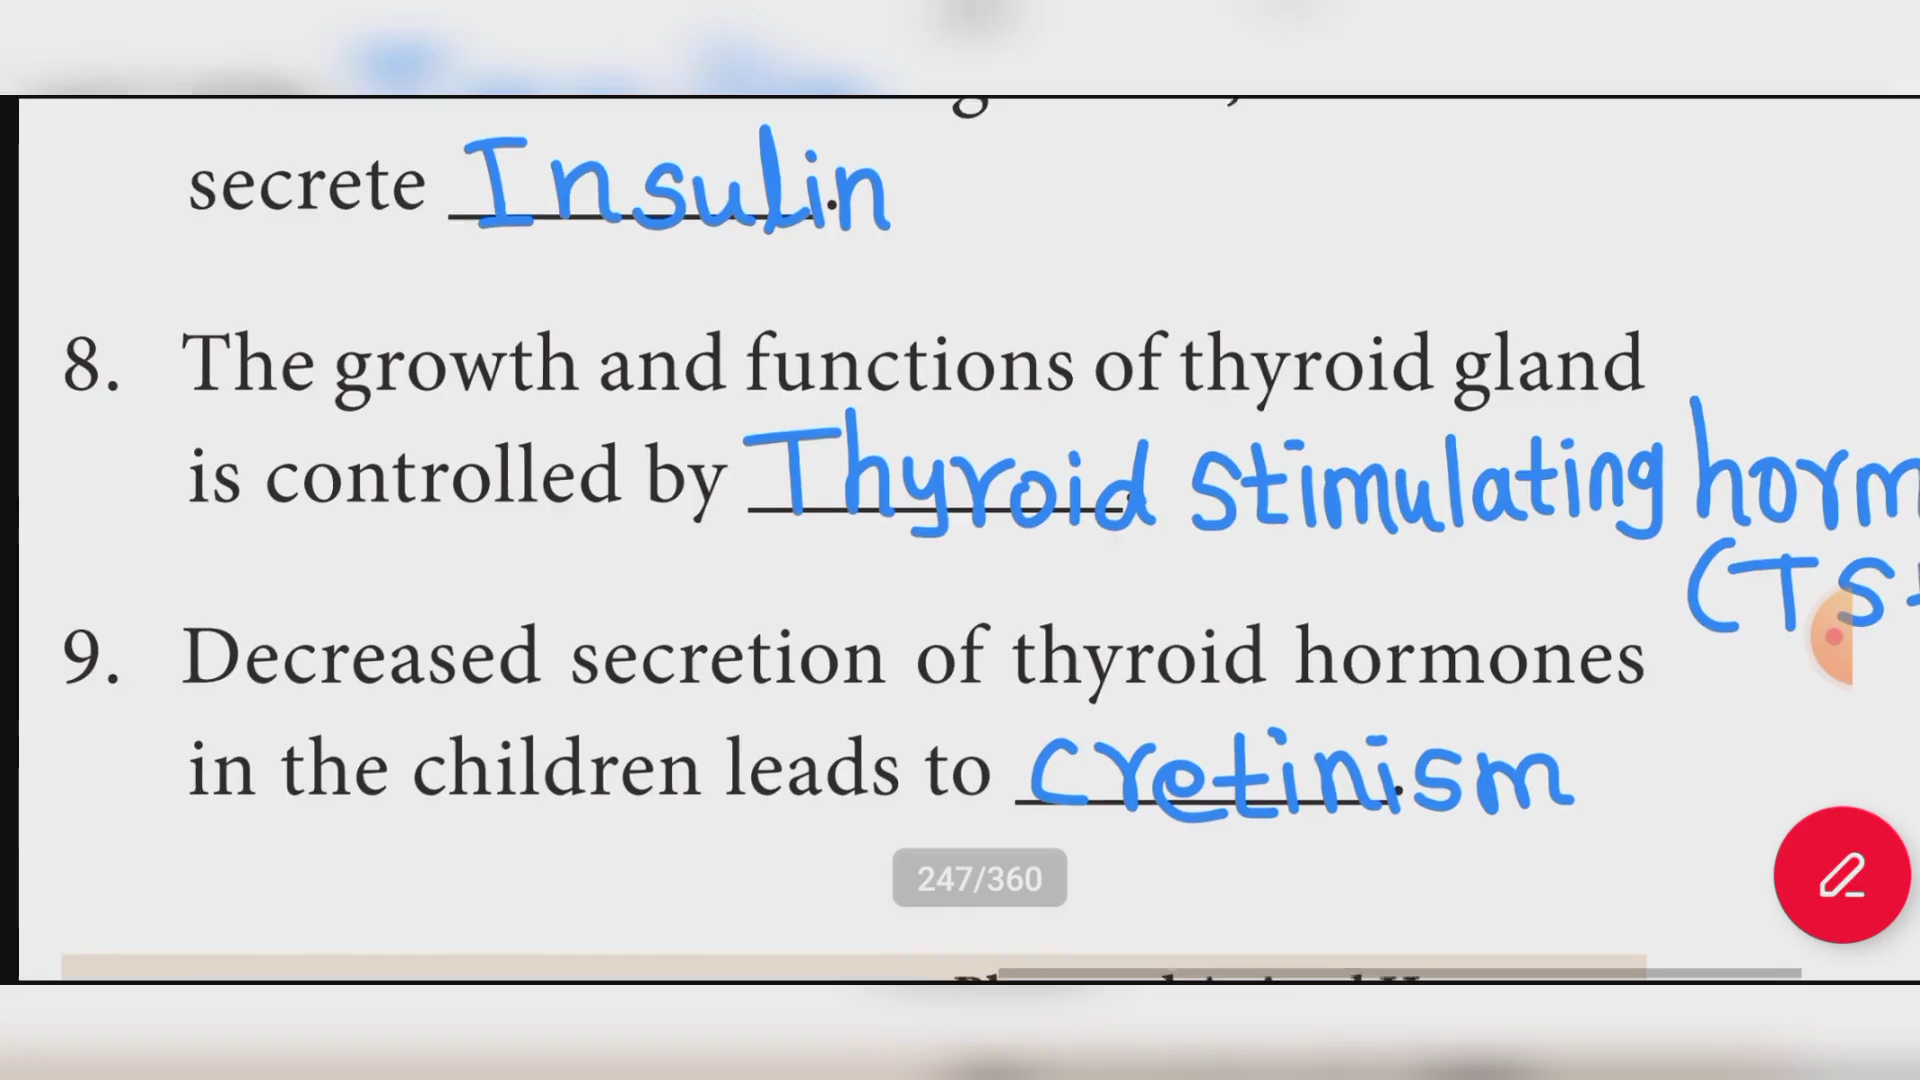 secrete Insulin.
8. The growth and functions of thyroid gland
is controlled by Thyroid Stimulating horm
(TS
9. Decreased secretion of thyroid hormones
in the children leads to cretinism.
247/360